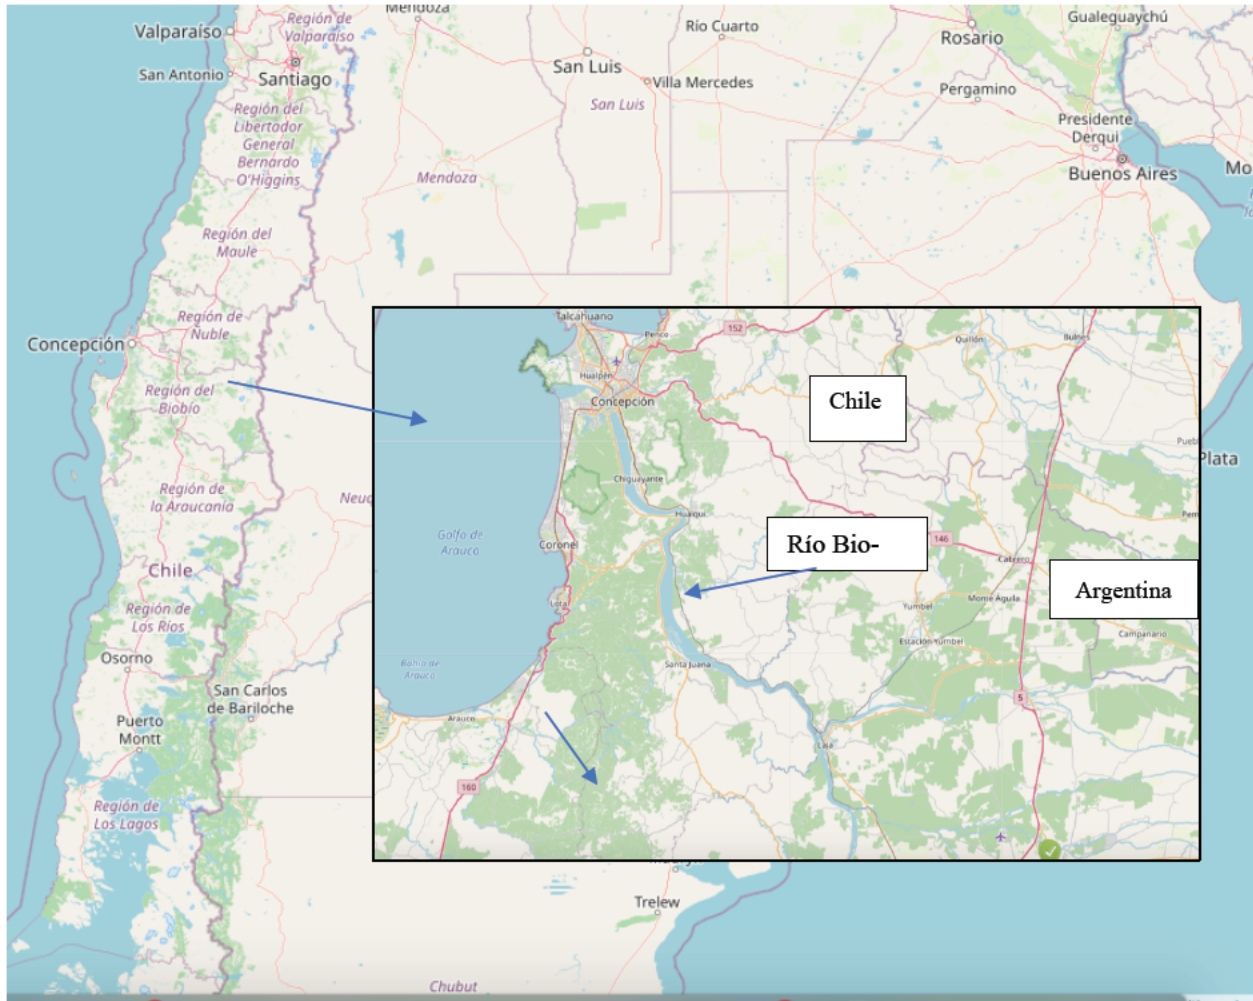 Mendoza
Región de
Valparaíso
Valparaíso
Río Cuarto
Gualeguaychú
Rosario
San Antonio
Santiago
San Luis
Villa Mercedes
San Luis
Pergamino
Región del
Libertador
General
Bernardo
O'Higgins
Presidente
Derqui
Mendoza
Buenos Aires
Mo
Región del
Maule
Región de
Ñuble
Concepción
Región del
Biobío
Región de
la Araucanía
Neuq
Chile
Región de
Los Ríos
Osorno
San Carlos
de Bariloche
Puerto
Montt
Región de
Los Lagos
Trelew
Chubut
Plata
Talcahuano
Penco
152
Quillón
Bulnes
Hualpén
Concepción
Chile
Pueb
Chiguayante
Hualqui
Pem
Golfo de
Arauco
Coronel
Río Bio-
146
Cabrero
Argentina
Lota
Yumbel
Monte Águila
Estación Yumbel
Campanario
Bahía de
Arauco
Santa Juana
5
Arauco
Laja
160